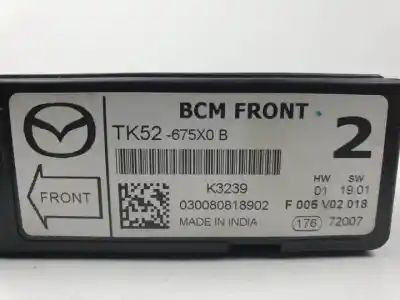 BCM FRONT
TK52-675X0 B
2
FRONT
K3239
030080818902
MADE IN INDIA
HW SW
01 19.01
F 005 V02 018
176 72007